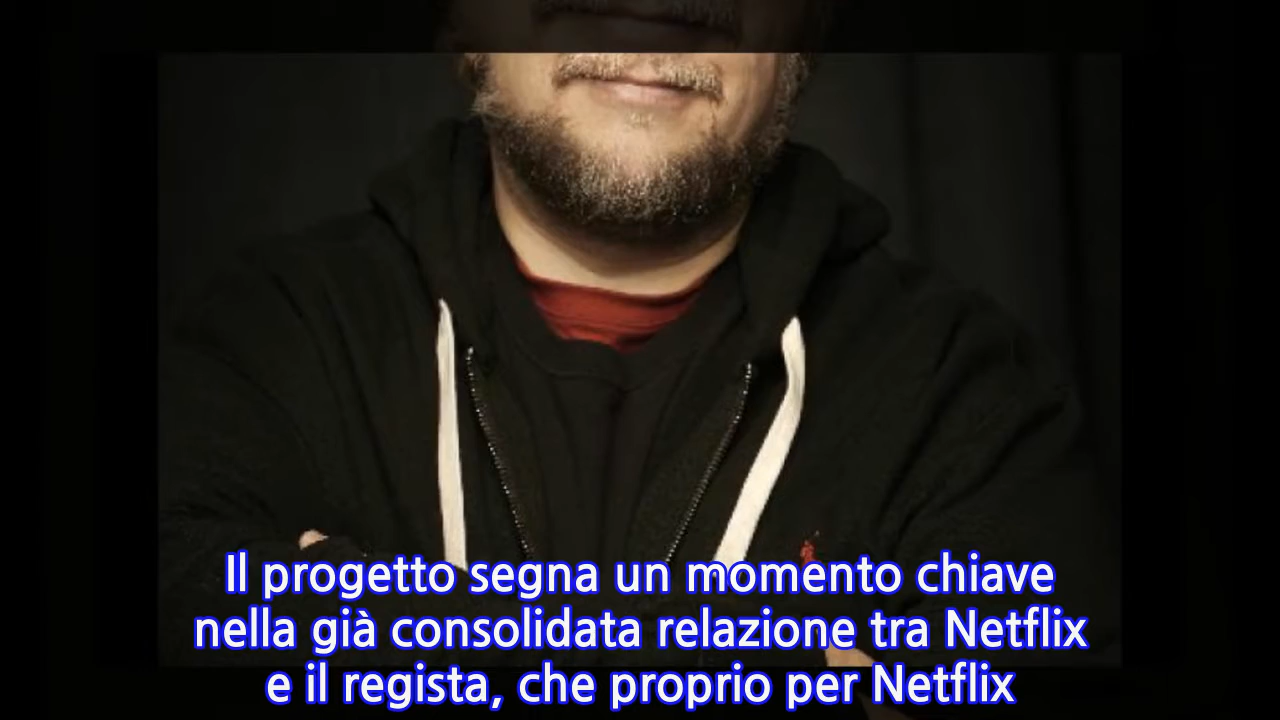 Il progetto segna un momento chiave
nella già consolidata relazione tra Netflix
e il regista, che proprio per Netflix